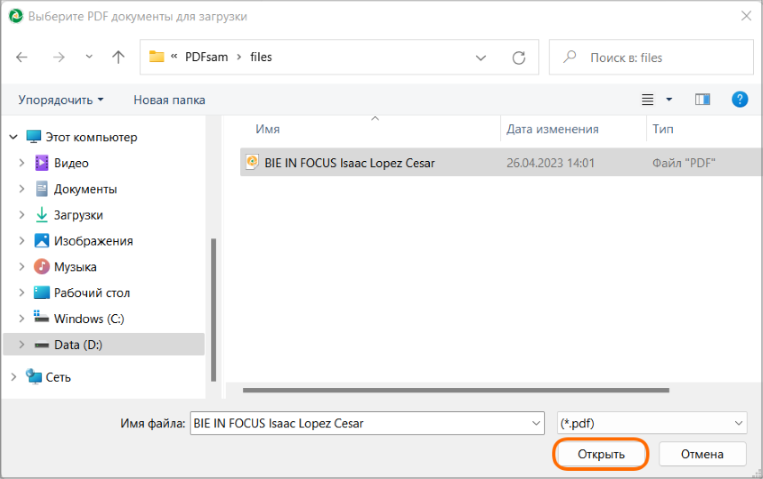 Выберите PDF документы для загрузки
« PDFsam › files
Поиск в: files
Упорядочить
Новая папка
Имя
Дата изменения
Тип
Этот компьютер
BIE IN FOCUS Isaac Lopez Cesar
26.04.2023 14:01
Файл "PDF"
Видео
Документы
Загрузки
Изображения
Музыка
Рабочий стол
Windows (C:)
Data (D:)
Сеть
Имя файла: BIE IN FOCUS Isaac Lopez Cesar
(*.pdf)
Открыть
Отмена